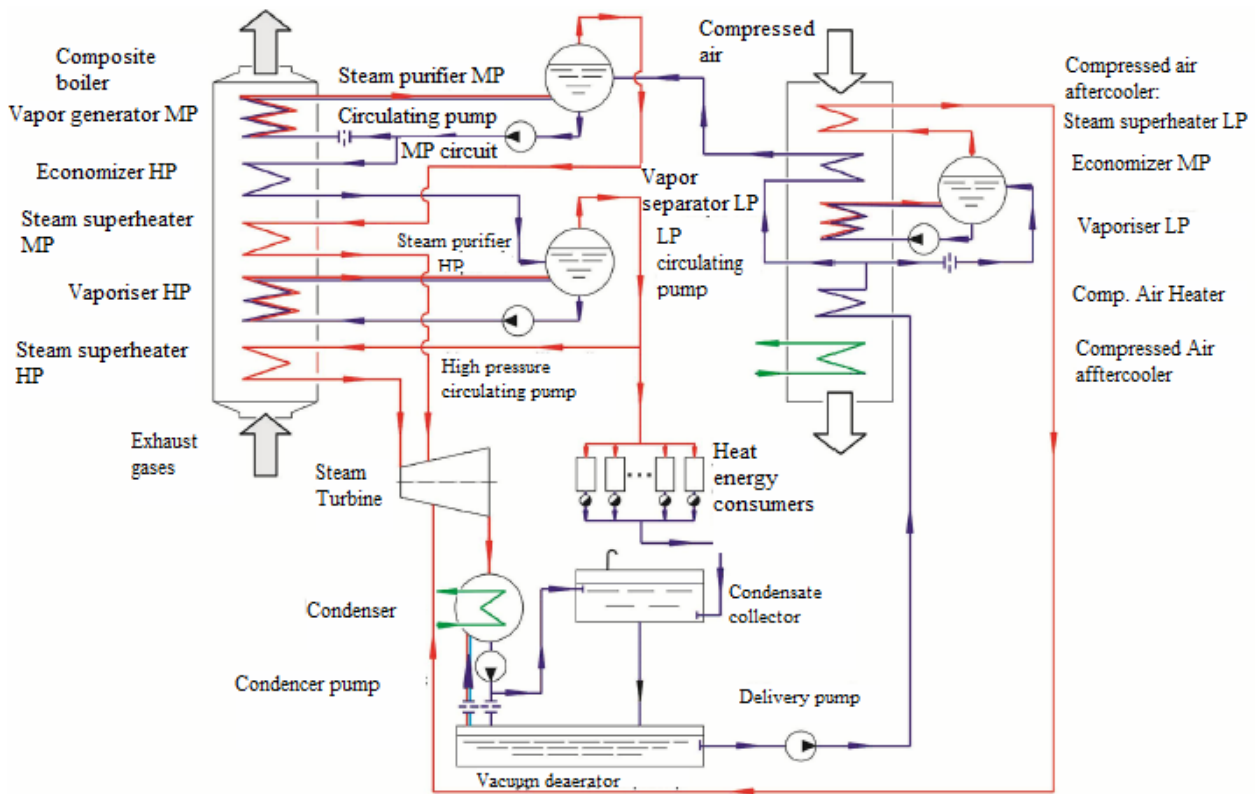 Composite
boiler
Vapor generator MP
Economizer HP
Steam superheater
MP
Vaporiser HP
Steam superheater
HP
Exhaust
gases
Steam purifier MP
Circulating pump
MP circuit
Steam purifier
HP
High pressure
circulating pump
Vapor
separator LP
LP
circulating
pump
Compressed
air
Compressed air
aftercooler:
Steam superheater LP
Economizer MP
Vaporiser LP
Comp. Air Heater
Compressed Air
affтercooler
Steam
Turbine
Heat
energy
consumers
Condenser
Condensate
collector
Condencer pump
Delivery pump
Vacuum deaerator